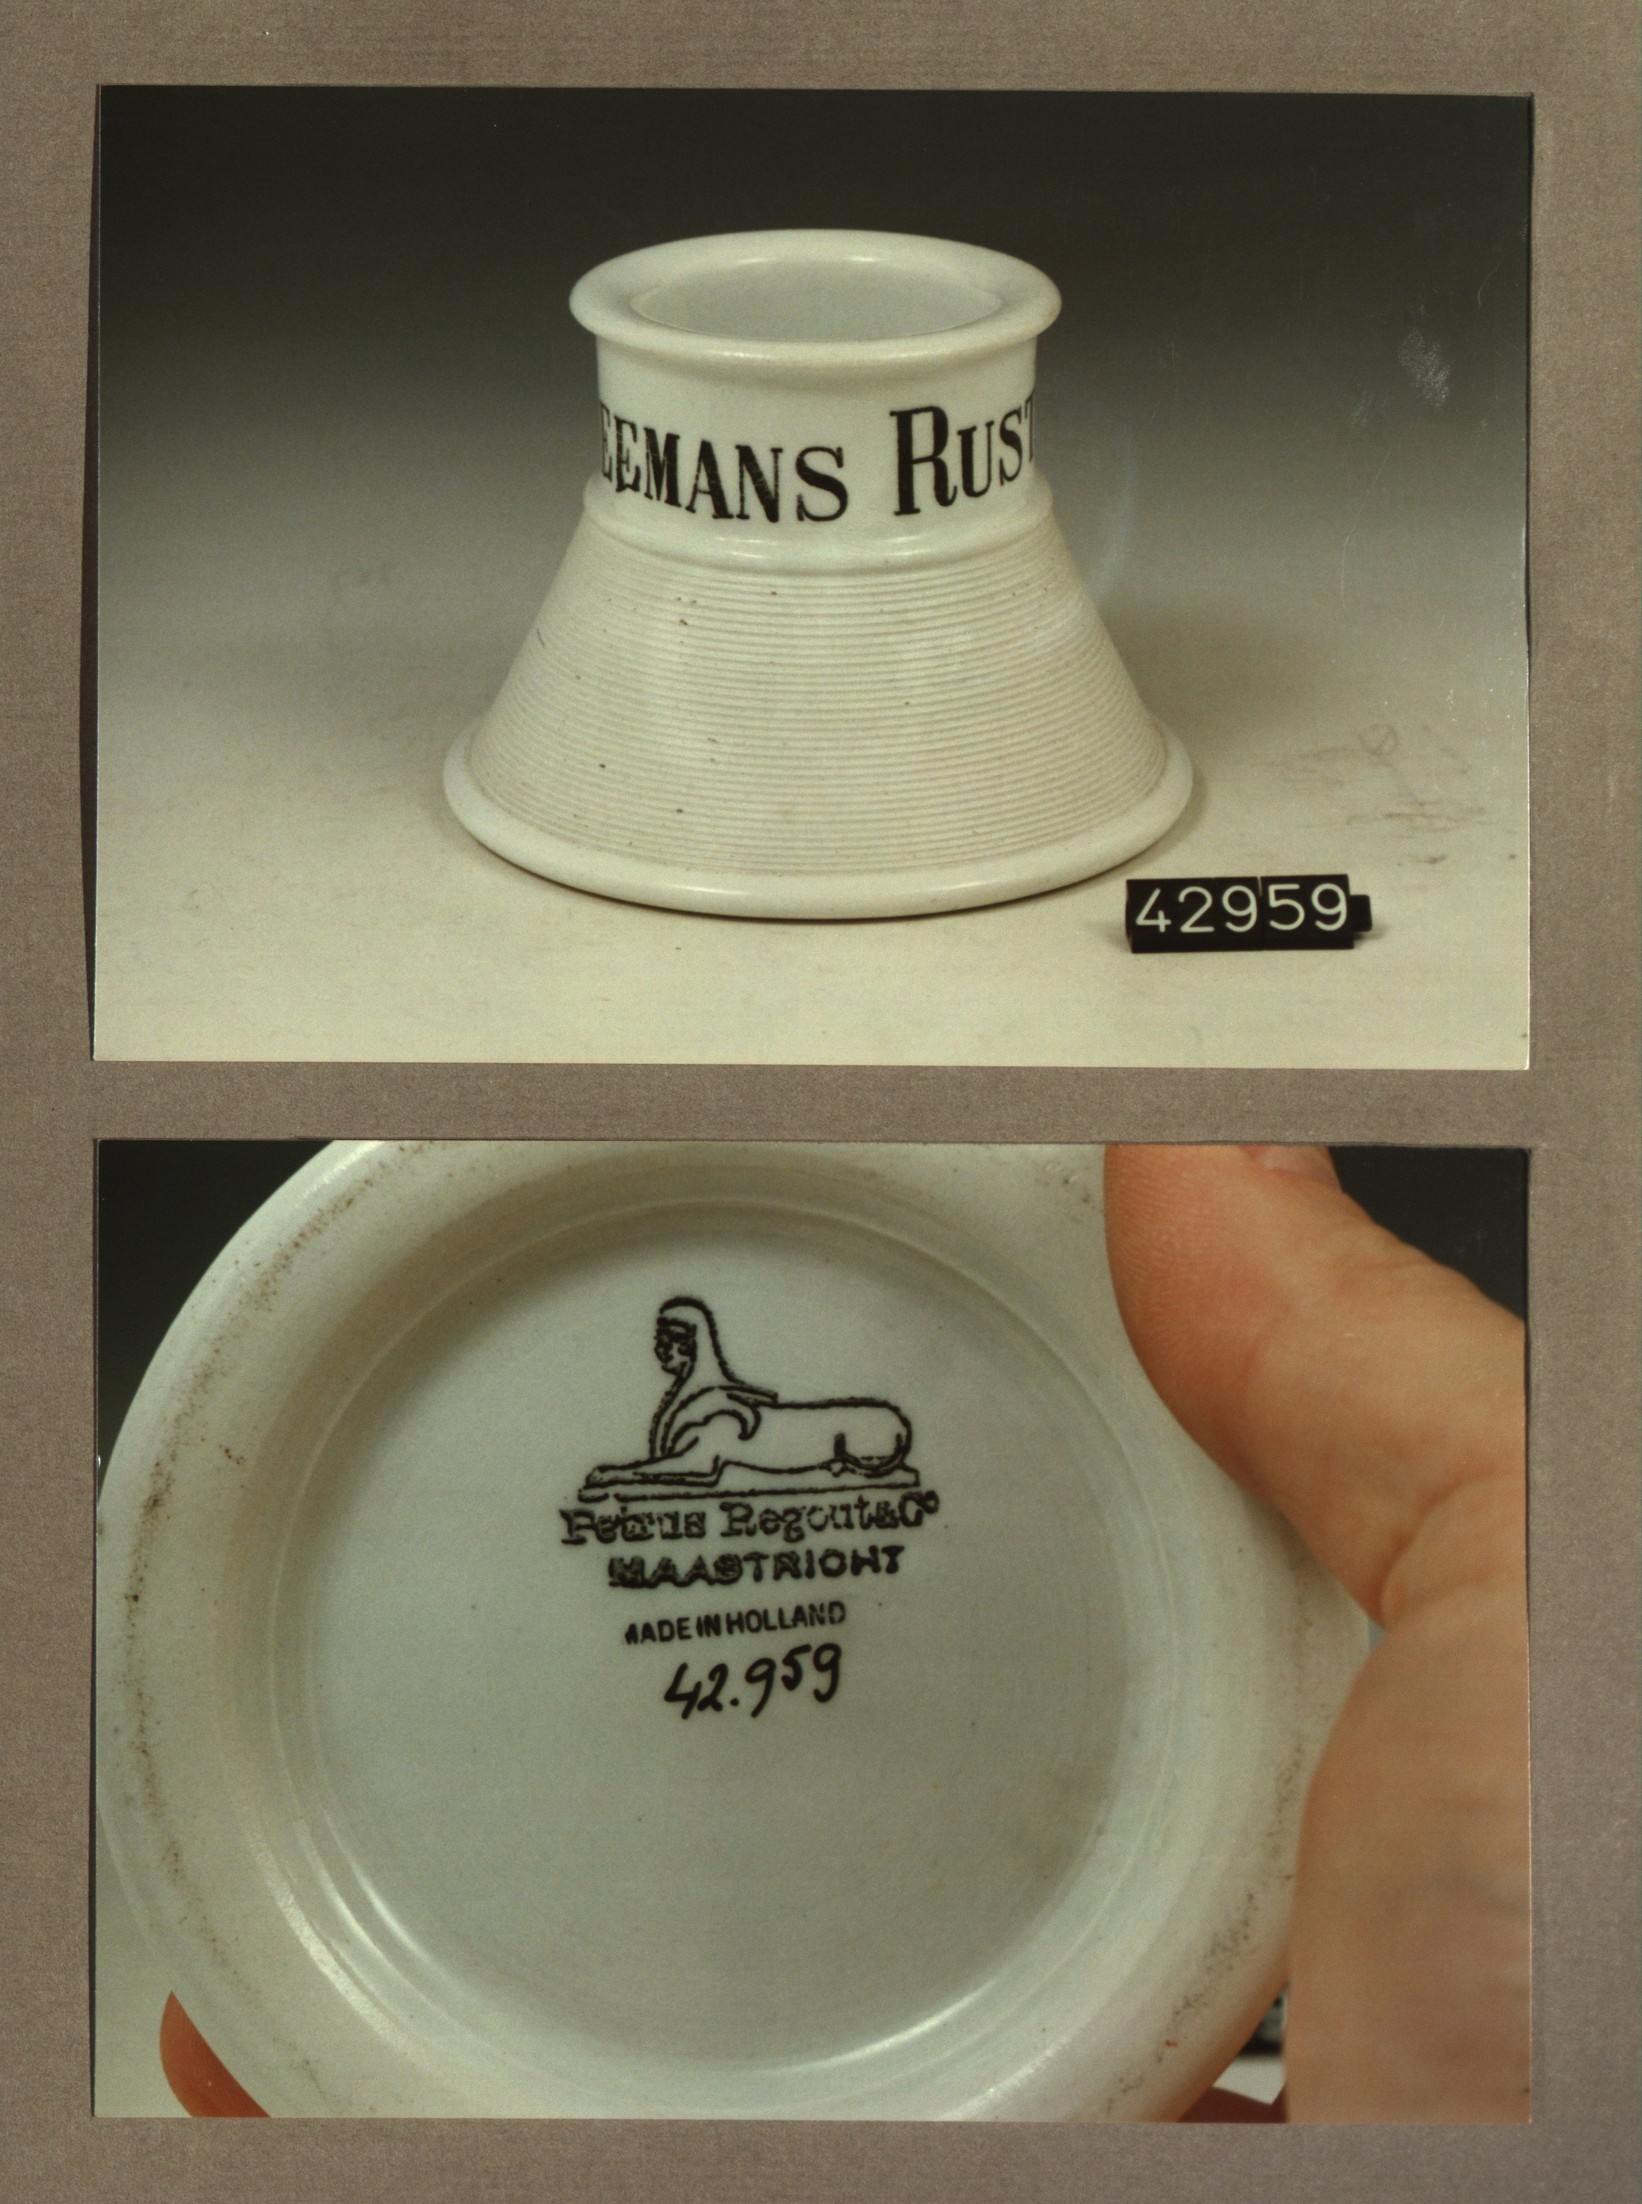 EEMANS RUST
42959
Petrus Regout & Co
MAASTRICHT
MADE IN HOLLAND
42.959